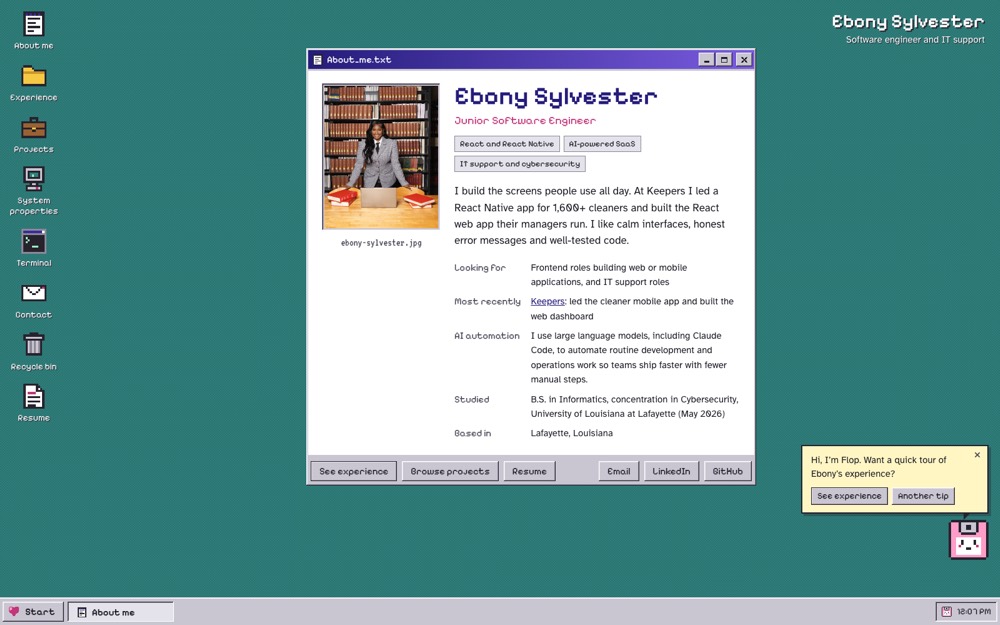 About me
Experience
Projects
System
properties
Terminal
Contact
Recycle bin
Resume
Ebony Sylvester
Software engineer and IT support
About_me.txt
ebony-sylvester.jpg
Ebony Sylvester
Junior Software Engineer
React and React Native
AI-powered SaaS
IT support and cybersecurity
I build the screens people use all day. At Keepers I led a
React Native app for 1,600+ cleaners and built the React
web app their managers run. I like calm interfaces, honest
error messages and well-tested code.
Looking for
Frontend roles building web or mobile
applications, and IT support roles
Most recently
Keepers: led the cleaner mobile app and built the
web dashboard
AI automation
I use large language models, including Claude
Code, to automate routine development and
operations work so teams ship faster with fewer
manual steps.
Studied
B.S. in Informatics, concentration in Cybersecurity,
University of Louisiana at Lafayette (May 2026)
Based in
Lafayette, Louisiana
See experience
Browse projects
Resume
Email
LinkedIn
GitHub
Hi, I'm Flop. Want a quick tour of
Ebony's experience?
See experience
Another tip
Start
About me
12:07 PM